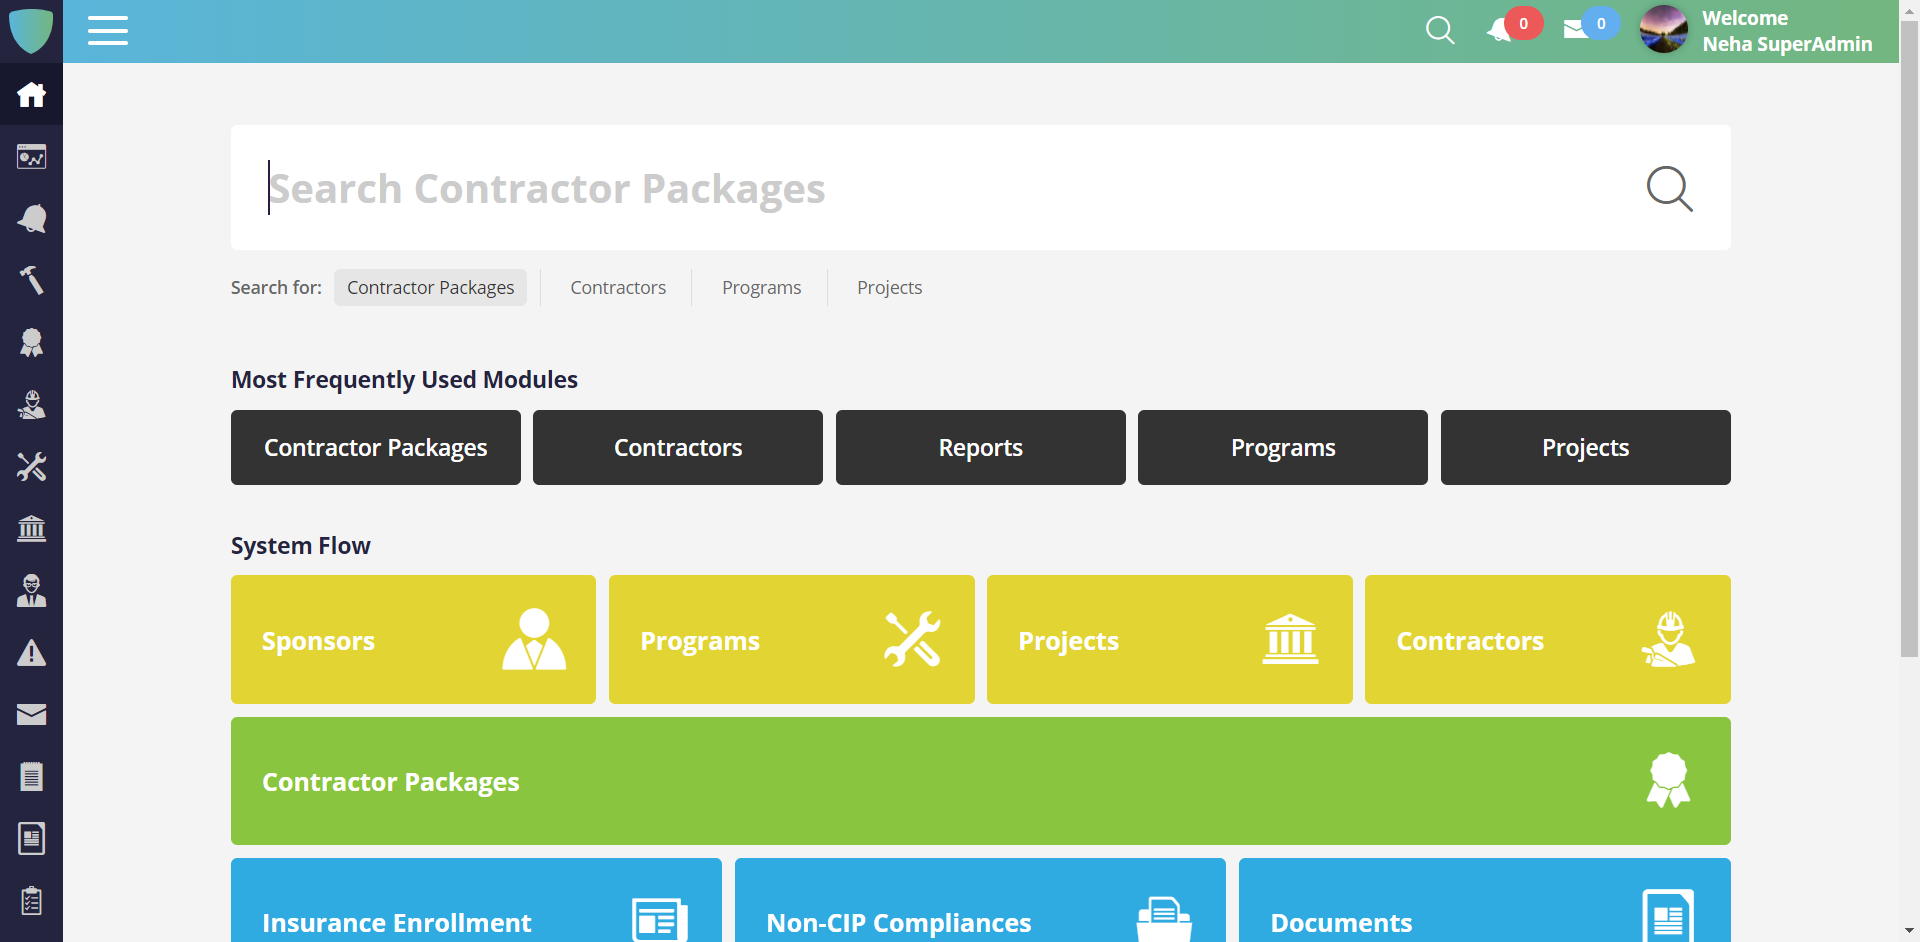 0
0
Welcome
Neha SuperAdmin
Search Contractor Packages
Search for: Contractor Packages Contractors Programs Projects
Most Frequently Used Modules
Contractor Packages Contractors Reports Programs Projects
System Flow
Sponsors Programs Projects Contractors
Contractor Packages
Insurance Enrollment Non-CIP Compliances Documents